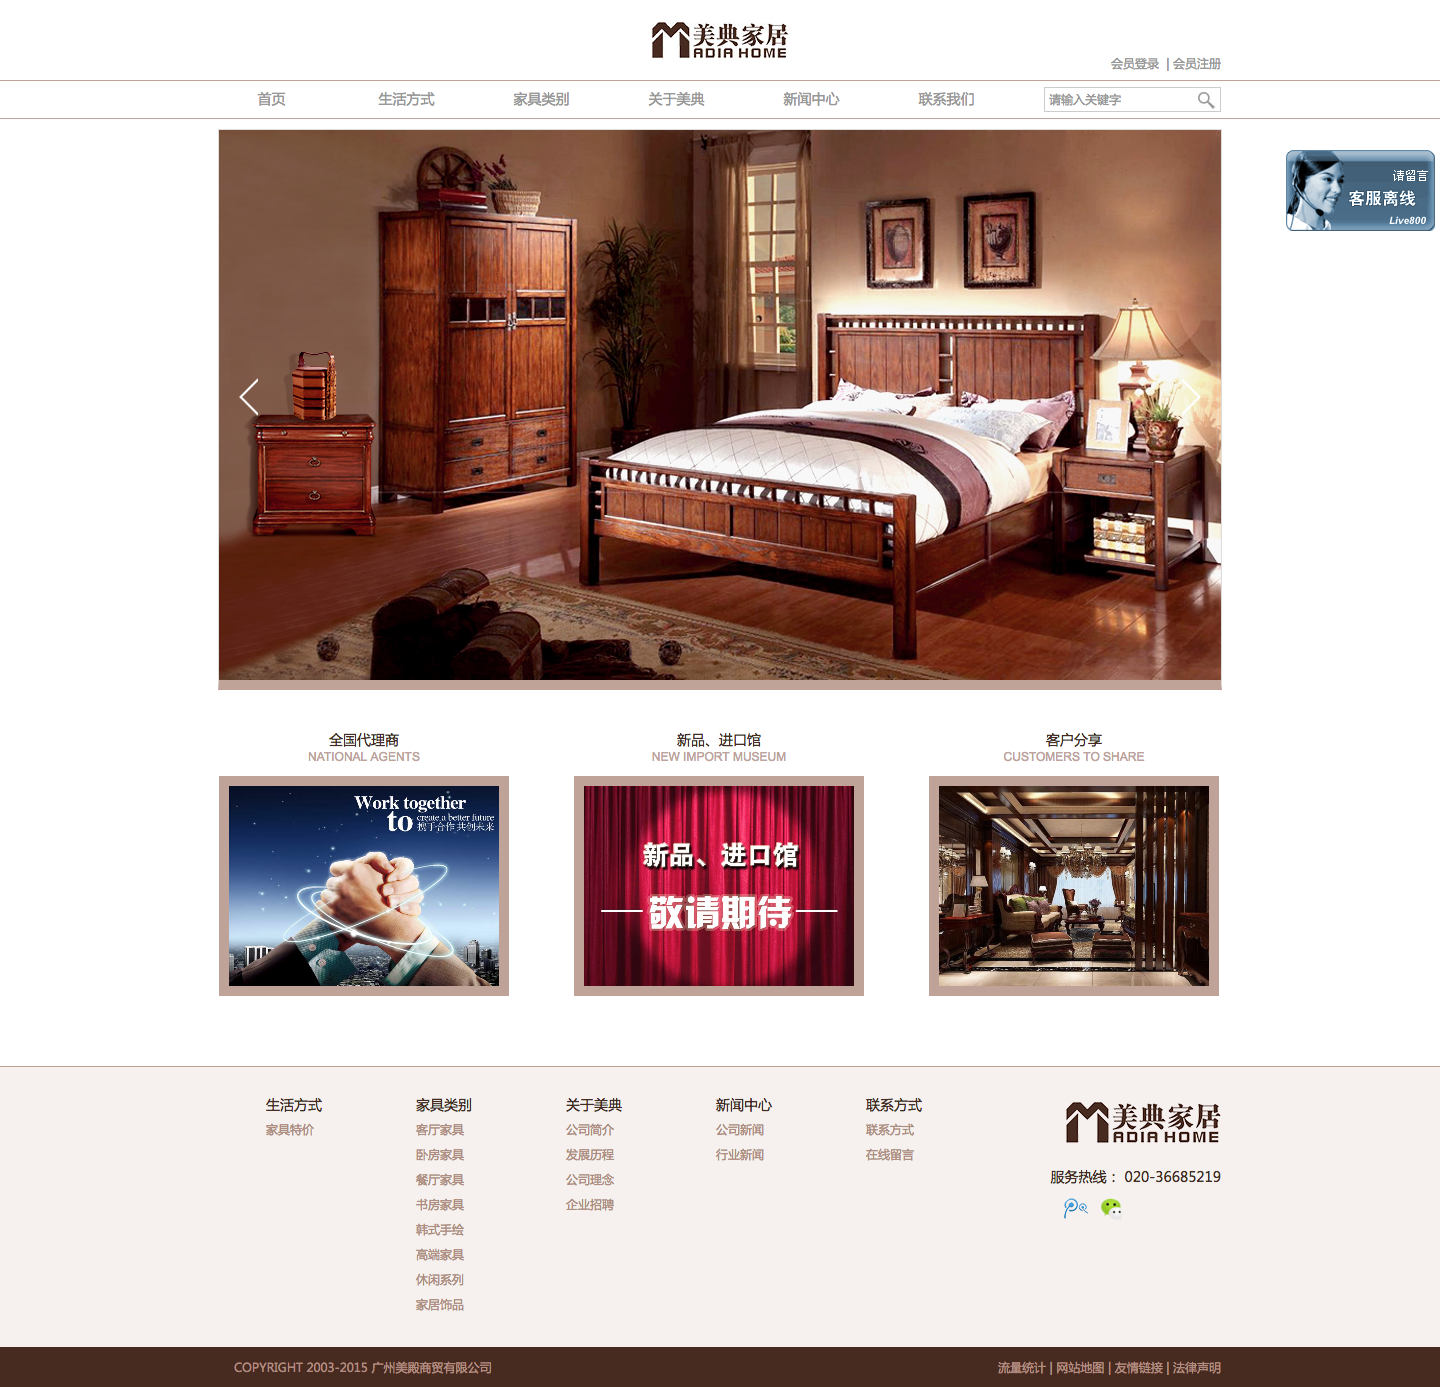 美典家居
ADIA HOME
会员登录 | 会员注册
首页 生活方式 家具类别 关于美典 新闻中心 联系我们 请输入关键字
请留言
客服离线
Live800
全国代理商
NATIONAL AGENTS
新品、进口馆
NEW IMPORT MUSEUM
客户分享
CUSTOMERS TO SHARE
Work together
to create a better future
携手合作 共创未来
新品、进口馆
敬请期待
生活方式
家具特价
家具类别
客厅家具
卧房家具
餐厅家具
书房家具
韩式手绘
高端家具
休闲系列
家居饰品
关于美典
公司简介
发展历程
公司理念
企业招聘
新闻中心
公司新闻
行业新闻
联系方式
联系方式
在线留言
美典家居
ADIA HOME
服务热线： 020-36685219
COPYRIGHT 2003-2015 广州美殿商贸有限公司
流量统计 | 网站地图 | 友情链接 | 法律声明